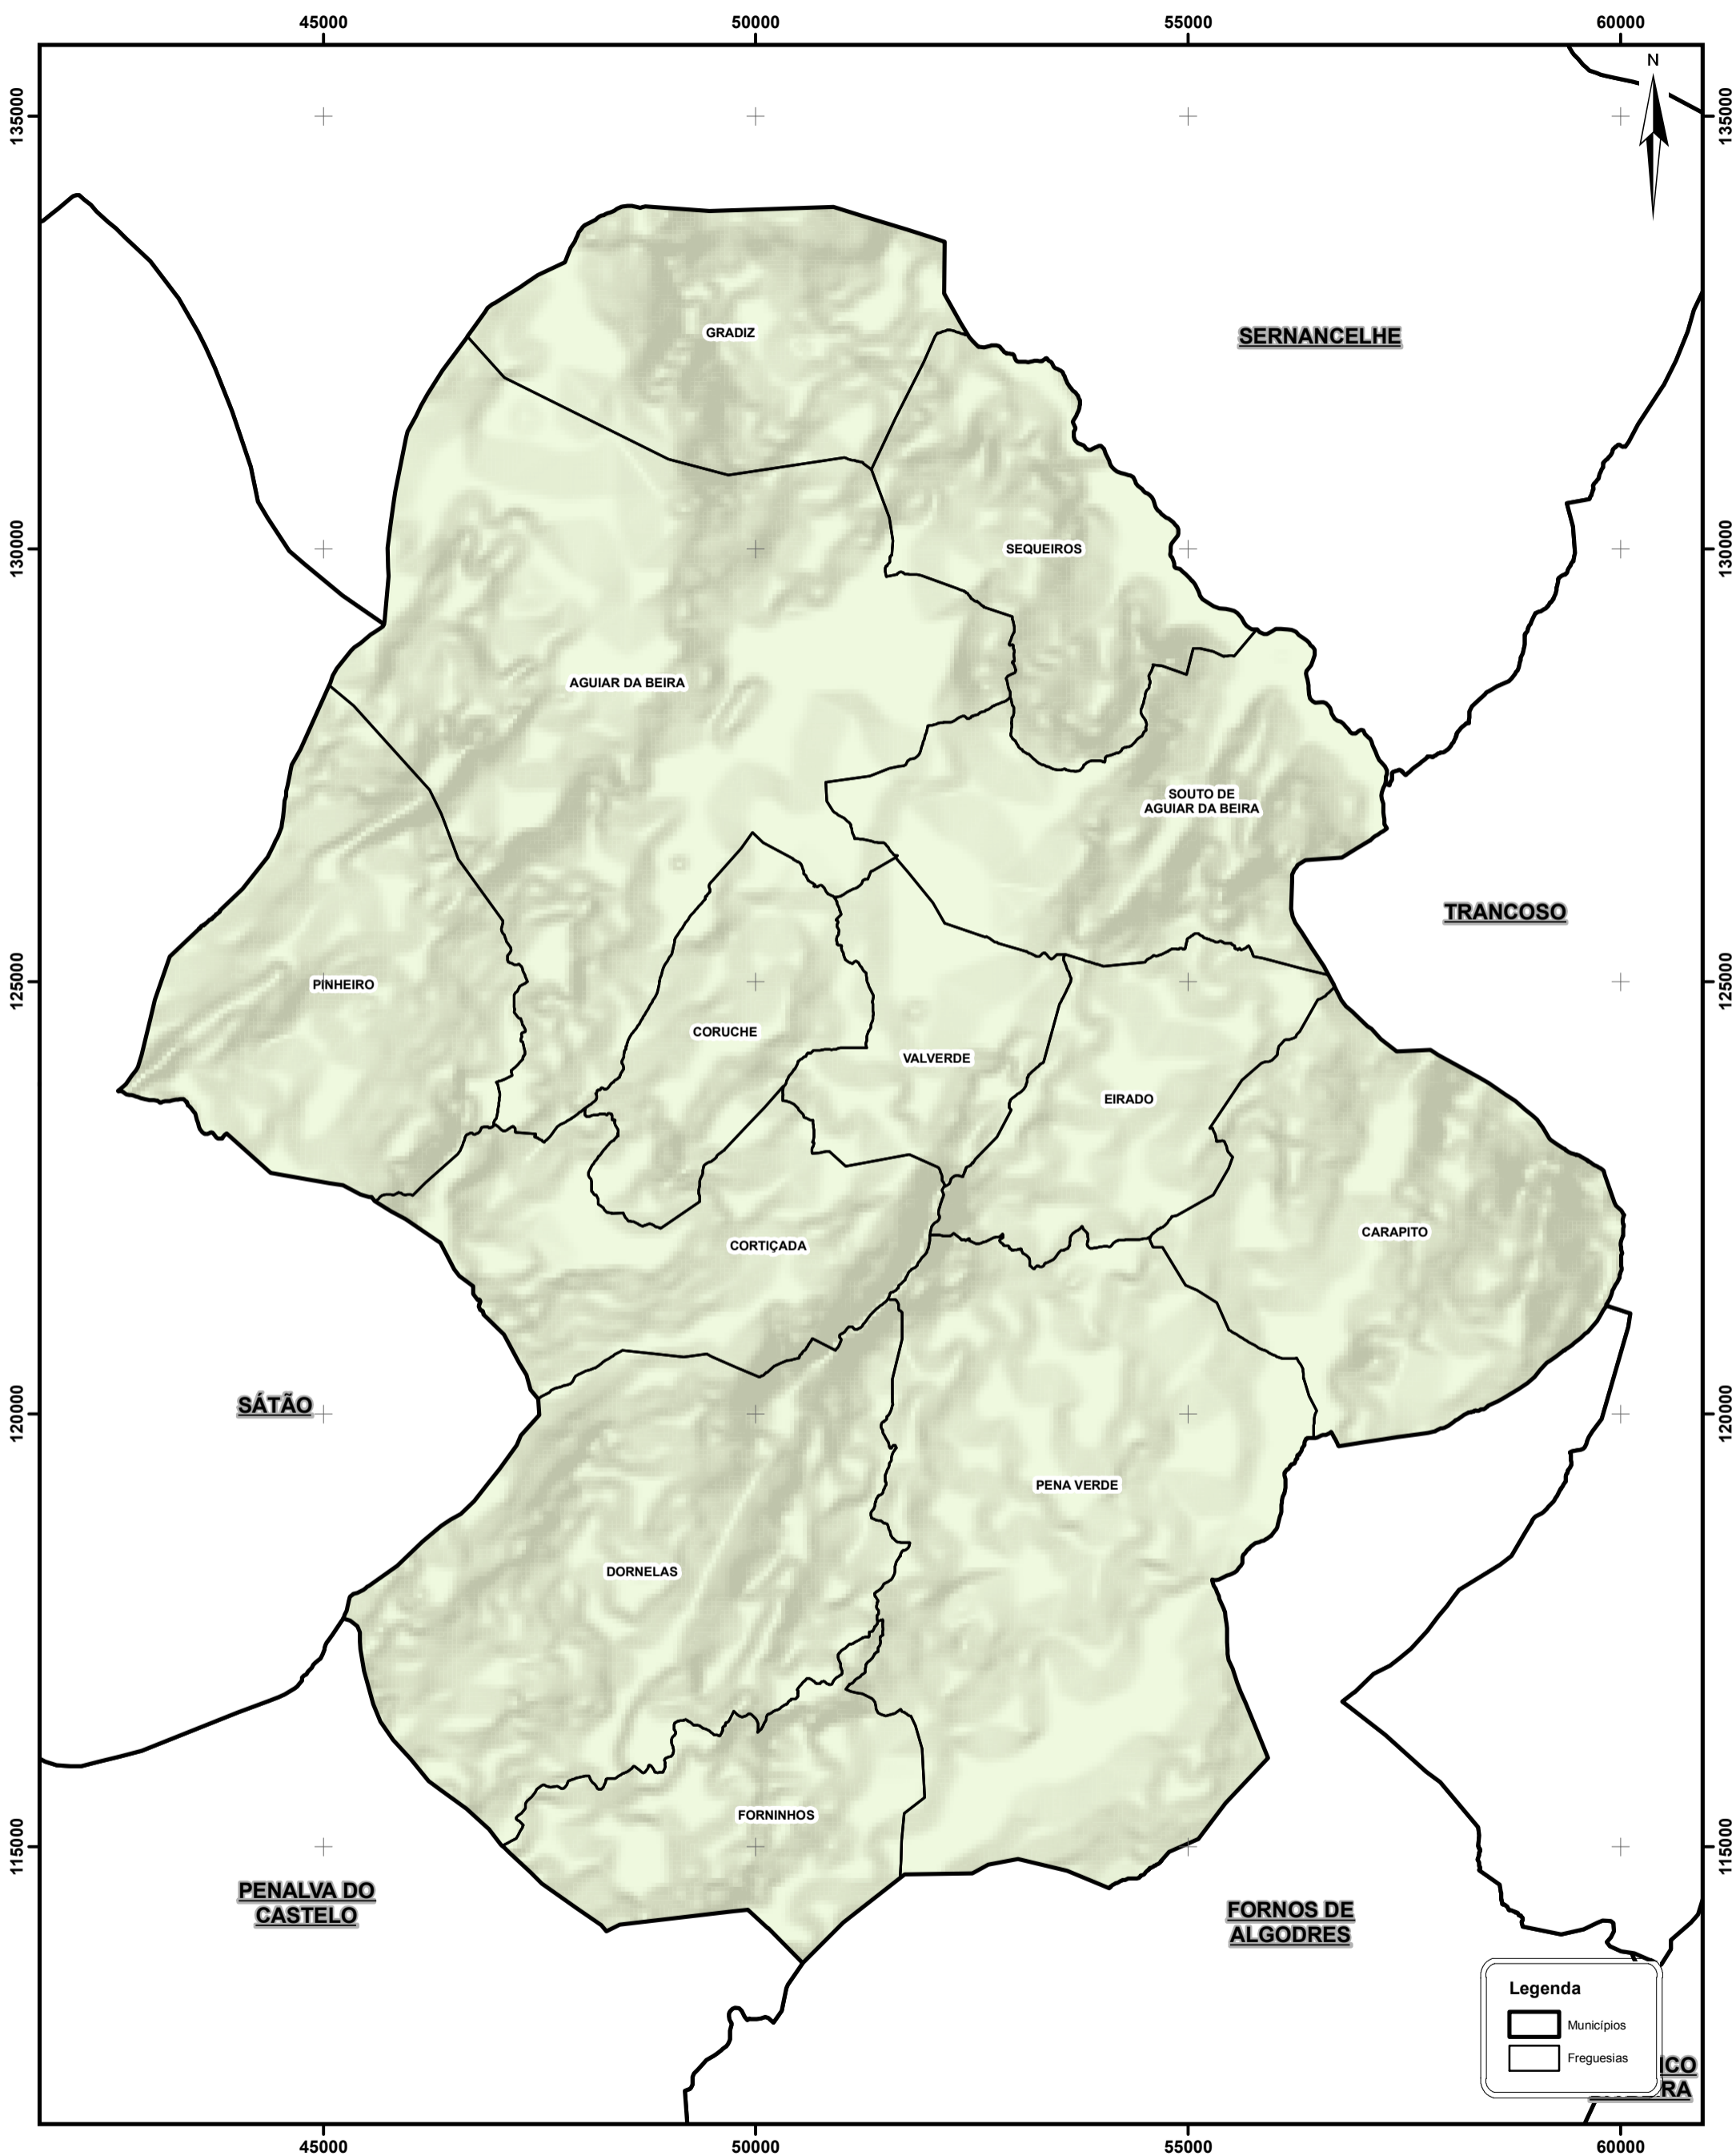 45000
50000
55000
60000
N
135000
135000
GRADIZ
SERNANCELHE
130000
SEQUEIROS
130000
AGUIAR DA BEIRA
SOUTO DE
AGUIAR DA BEIRA
TRANCOSO
125000
PINHEIRO
125000
CORUCHE
VALVERDE
EIRADO
CARAPITO
CORTIÇADA
SÁTÃO
120000
120000
PENA VERDE
DORNELAS
FORNINHOS
115000
115000
PENALVA DO
CASTELO
FORNOS DE
ALGODRES
Legenda
Municípios
Freguesias
45000
50000
55000
60000